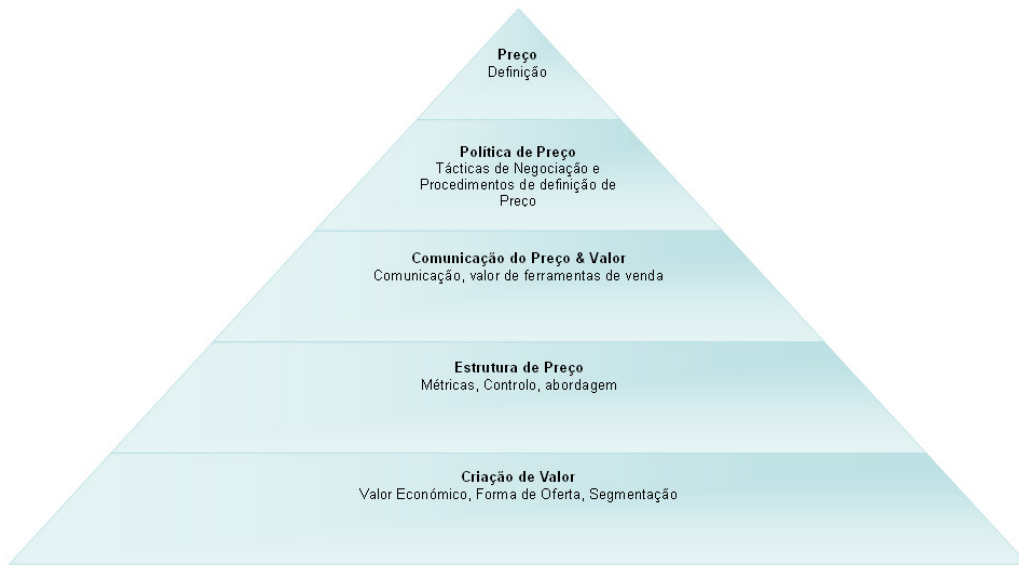 Preço
Definição
Política de Preço
Tácticas de Negociação e
Procedimentos de definição de
Preço
Comunicação do Preço & Valor
Comunicação, valor de ferramentas de venda
Estrutura de Preço
Métricas, Controlo, abordagem
Criação de Valor
Valor Económico, Forma de Oferta, Segmentação